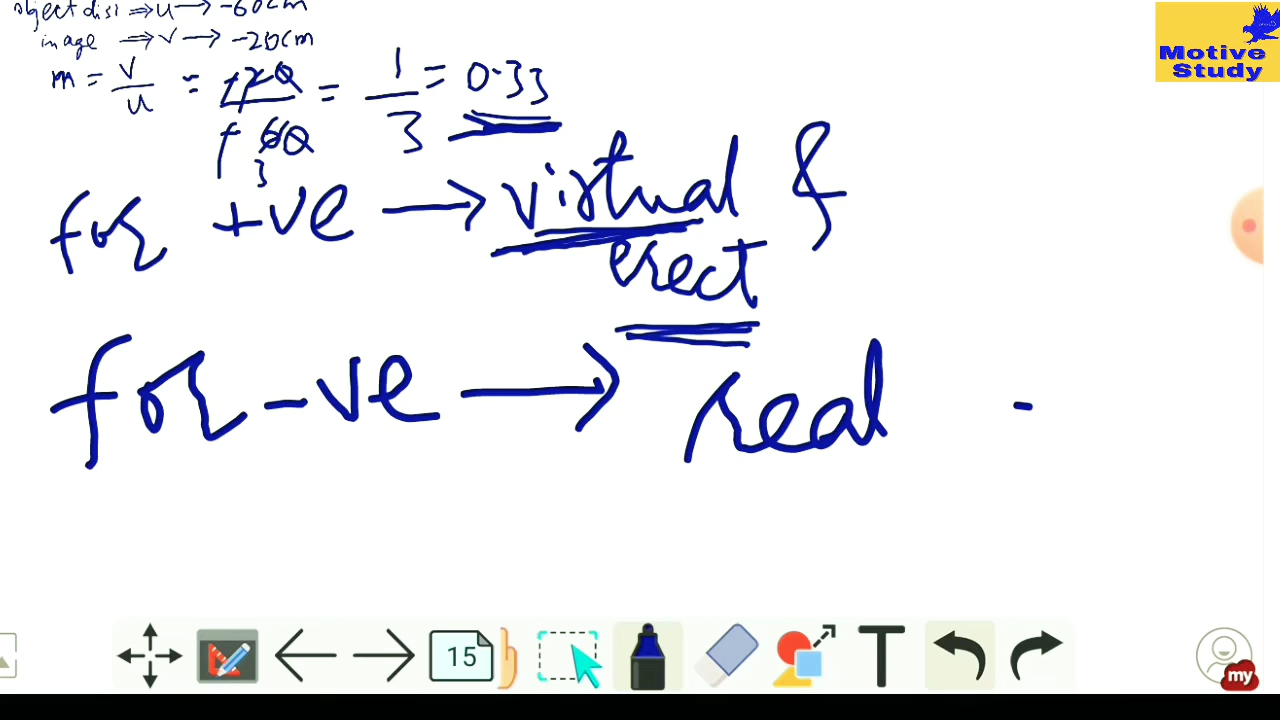 object dist ⇒ u → -60cm
image ⇒ v → -20cm
m = v/u = +20/+60 = 1/3 = 0.33
3
for +ve → virtual &
erect
for -ve → real -
Motive
Study
15
T
my